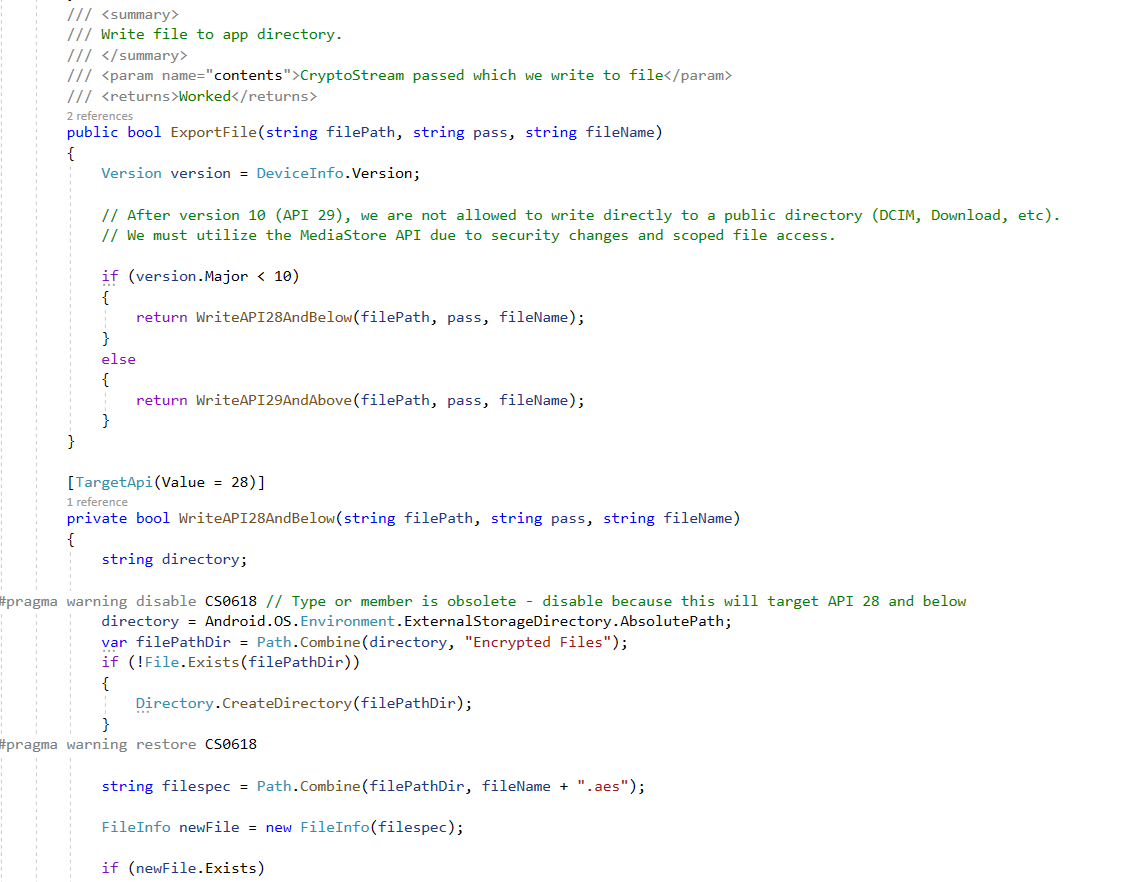 /// <summary>
/// Write file to app directory.
/// </summary>
/// <param name="contents">CryptoStream passed which we write to file</param>
/// <returns>Worked</returns>
2 references
public bool ExportFile(string filePath, string pass, string fileName)
{
Version version = DeviceInfo.Version;
// After version 10 (API 29), we are not allowed to write directly to a public directory (DCIM, Download, etc).
// We must utilize the MediaStore API due to security changes and scoped file access.
if (version.Major < 10)
{
return WriteAPI28AndBelow(filePath, pass, fileName);
}
else
{
return WriteAPI29AndAbove(filePath, pass, fileName);
}
}
[TargetApi(Value = 28)]
1 reference
private bool WriteAPI28AndBelow(string filePath, string pass, string fileName)
{
string directory;
#pragma warning disable CS0618 // Type or member is obsolete - disable because this will target API 28 and below
directory = Android.OS.Environment.ExternalStorageDirectory.AbsolutePath;
var filePathDir = Path.Combine(directory, "Encrypted Files");
if (!File.Exists(filePathDir))
{
Directory.CreateDirectory(filePathDir);
}
#pragma warning restore CS0618
string filespec = Path.Combine(filePathDir, fileName + ".aes");
FileInfo newFile = new FileInfo(filespec);
if (newFile.Exists)